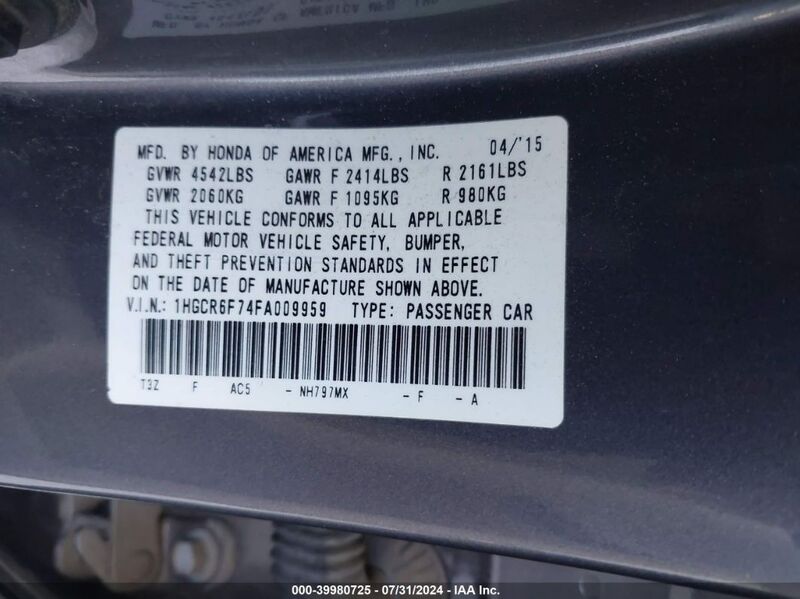 MFD. BY HONDA OF AMERICA MFG., INC. 04/'15
GVWR 4542LBS GAWR F 2414LBS R 2161LBS
GVWR 2060KG GAWR F 1095KG R 980KG
THIS VEHICLE CONFORMS TO ALL APPLICABLE
FEDERAL MOTOR VEHICLE SAFETY, BUMPER,
AND THEFT PREVENTION STANDARDS IN EFFECT
ON THE DATE OF MANUFACTURE SHOWN ABOVE.
V.I.N.: 1HGCR6F74FA009959 TYPE: PASSENGER CAR
T3Z F AC5 - NH797MX - F - A
000-39980725 - 07/31/2024 - IAA Inc.